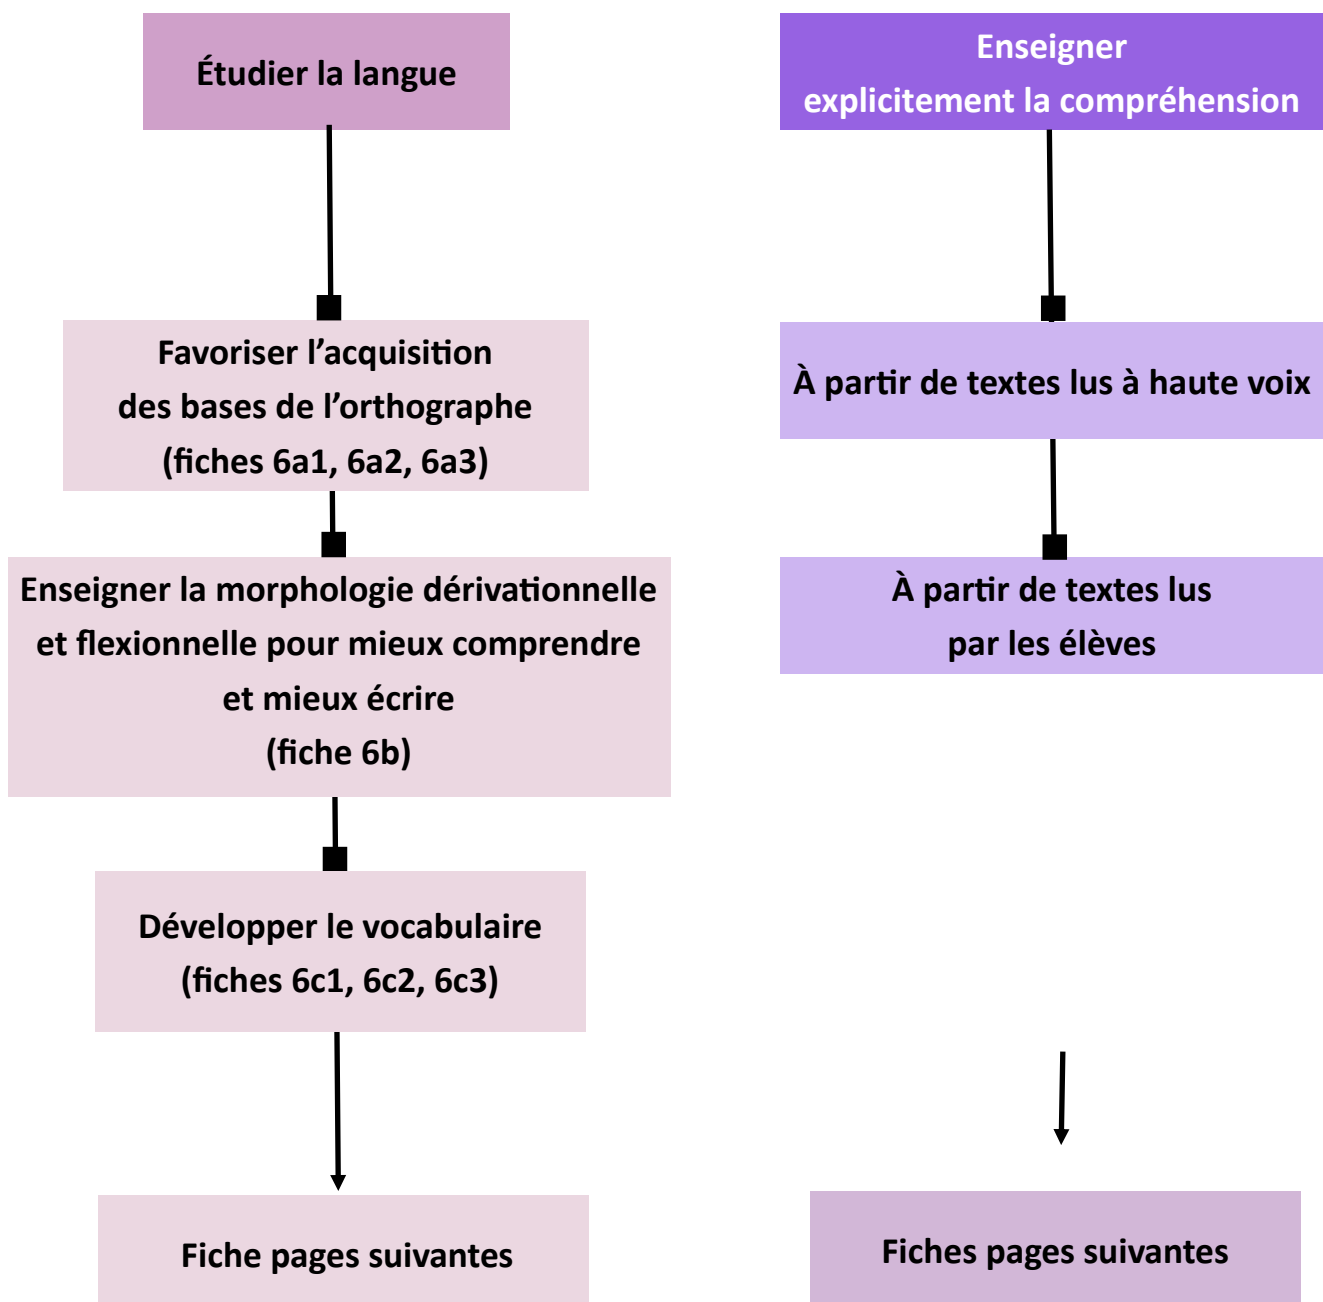 Étudier la langue
Favoriser l’acquisition
des bases de l’orthographe
(fiches 6a1, 6a2, 6a3)
Enseigner la morphologie dérivationnelle
et flexionnelle pour mieux comprendre
et mieux écrire
(fiche 6b)
Développer le vocabulaire
(fiches 6c1, 6c2, 6c3)
Fiche pages suivantes
Enseigner
explicitement la compréhension
À partir de textes lus à haute voix
À partir de textes lus
par les élèves
Fiches pages suivantes